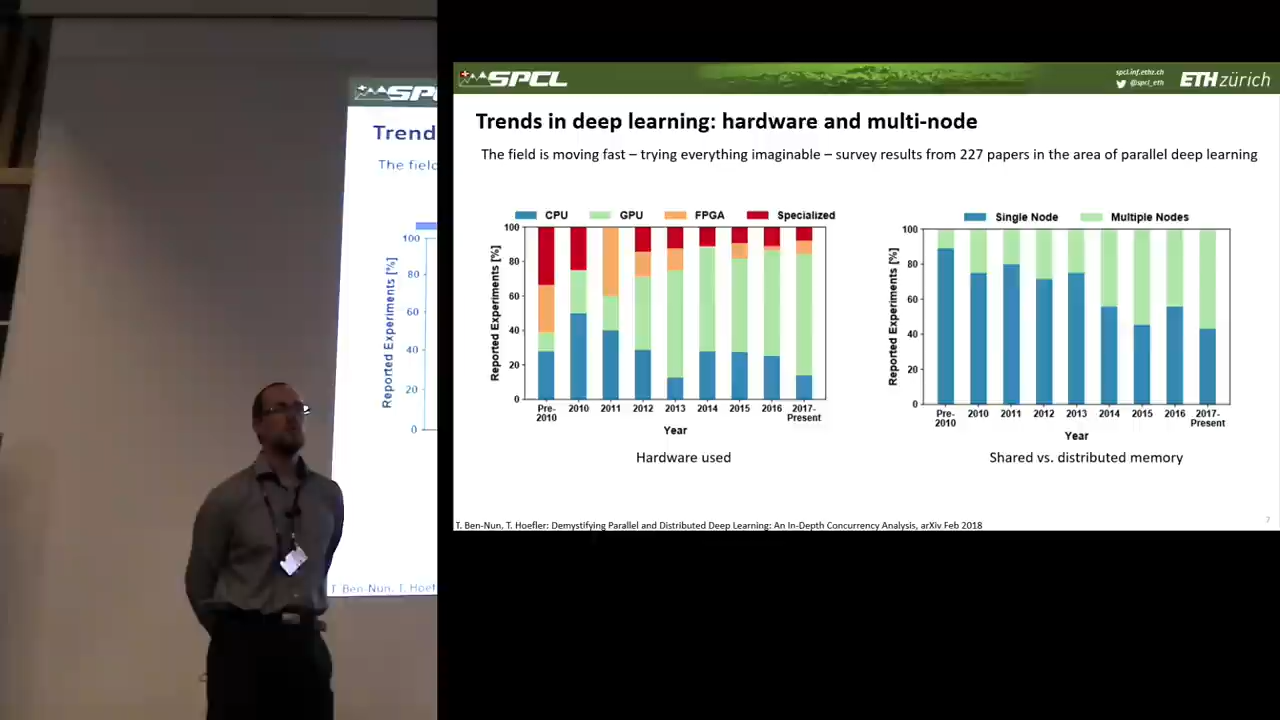 SPCL
Trend
The field
Reported Experiments [%]
100
80
60
40
20
0
T. Ben-Nun, T. Hoef
SPCL
spcl.inf.ethz.ch
@spcl_eth
ETHzürich
Trends in deep learning: hardware and multi-node
The field is moving fast – trying everything imaginable – survey results from 227 papers in the area of parallel deep learning
CPU GPU FPGA Specialized
Reported Experiments [%]
100
80
60
40
20
0
Pre-2010 2010 2011 2012 2013 2014 2015 2016 2017-Present
Year
Hardware used
Single Node Multiple Nodes
Reported Experiments [%]
100
80
60
40
20
0
Pre-2010 2010 2011 2012 2013 2014 2015 2016 2017-Present
Year
Shared vs. distributed memory
T. Ben-Nun, T. Hoefler: Demystifying Parallel and Distributed Deep Learning: An In-Depth Concurrency Analysis, arXiv Feb 2018
7